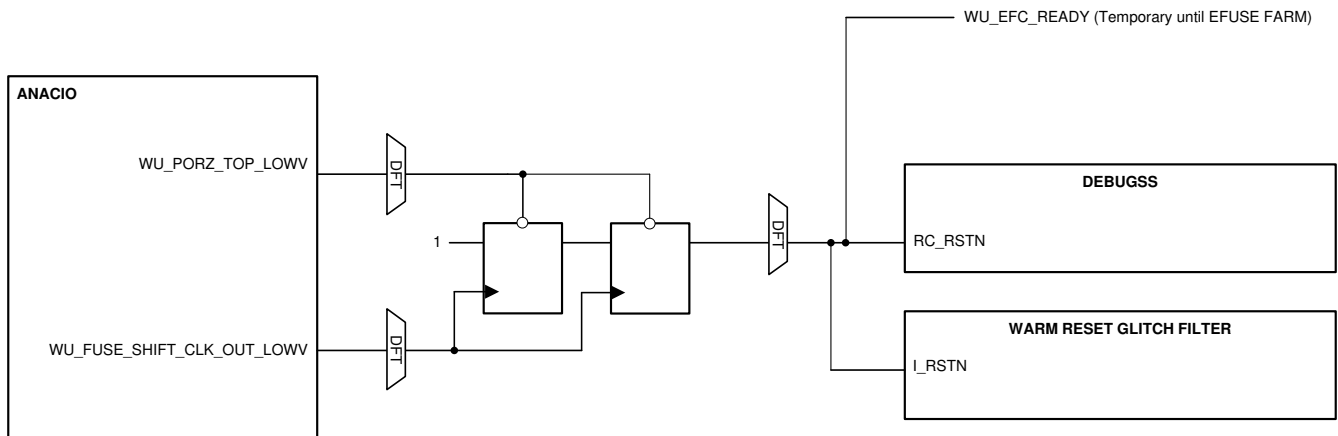 WU_EFC_READY (Temporary until EFUSE FARM)
ANACIO
WU_PORZ_TOP_LOWV
DFT
DEBUGSS
DFT
1
RC_RSTN
WARM RESET GLITCH FILTER
WU_FUSE_SHIFT_CLK_OUT_LOWV
DFT
I_RSTN